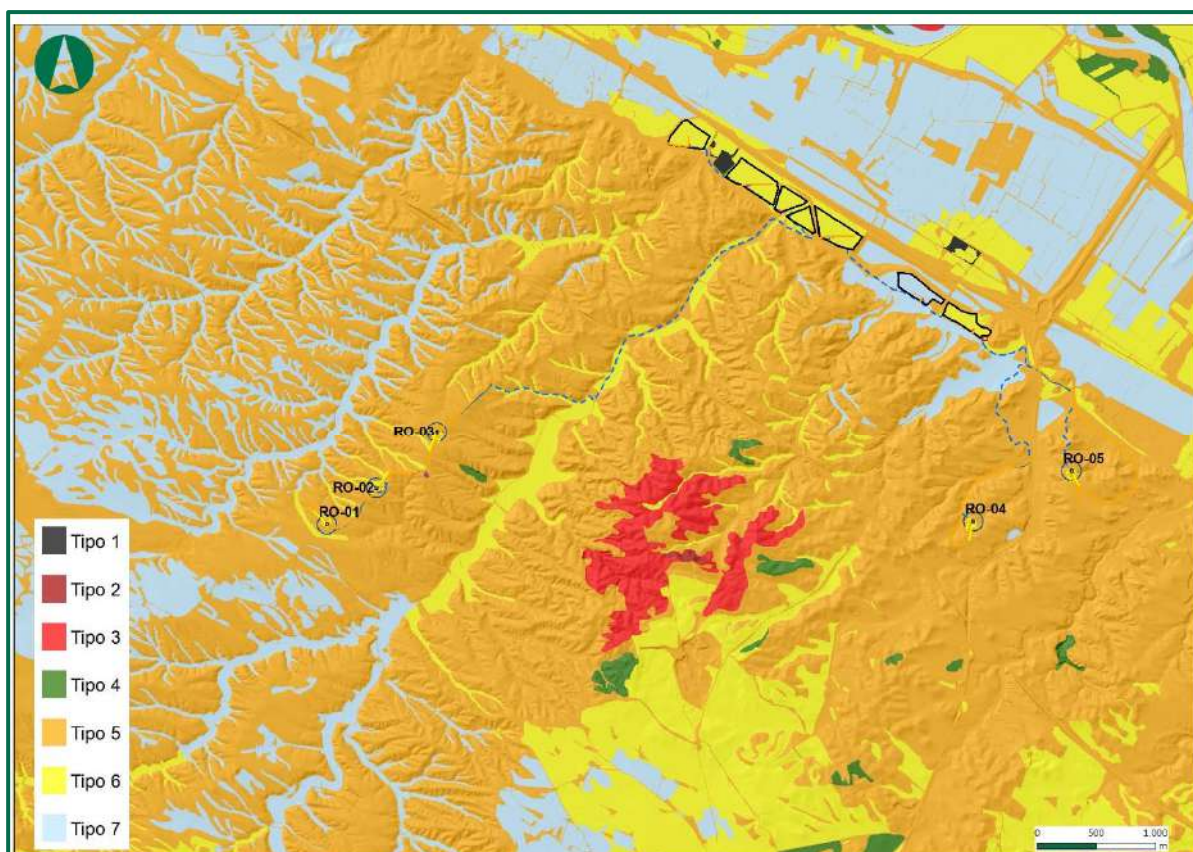 RO-03
RO-02
RO-01
RO-05
RO-04
Tipo 1
Tipo 2
Tipo 3
Tipo 4
Tipo 5
Tipo 6
Tipo 7
0 500 1.000
m